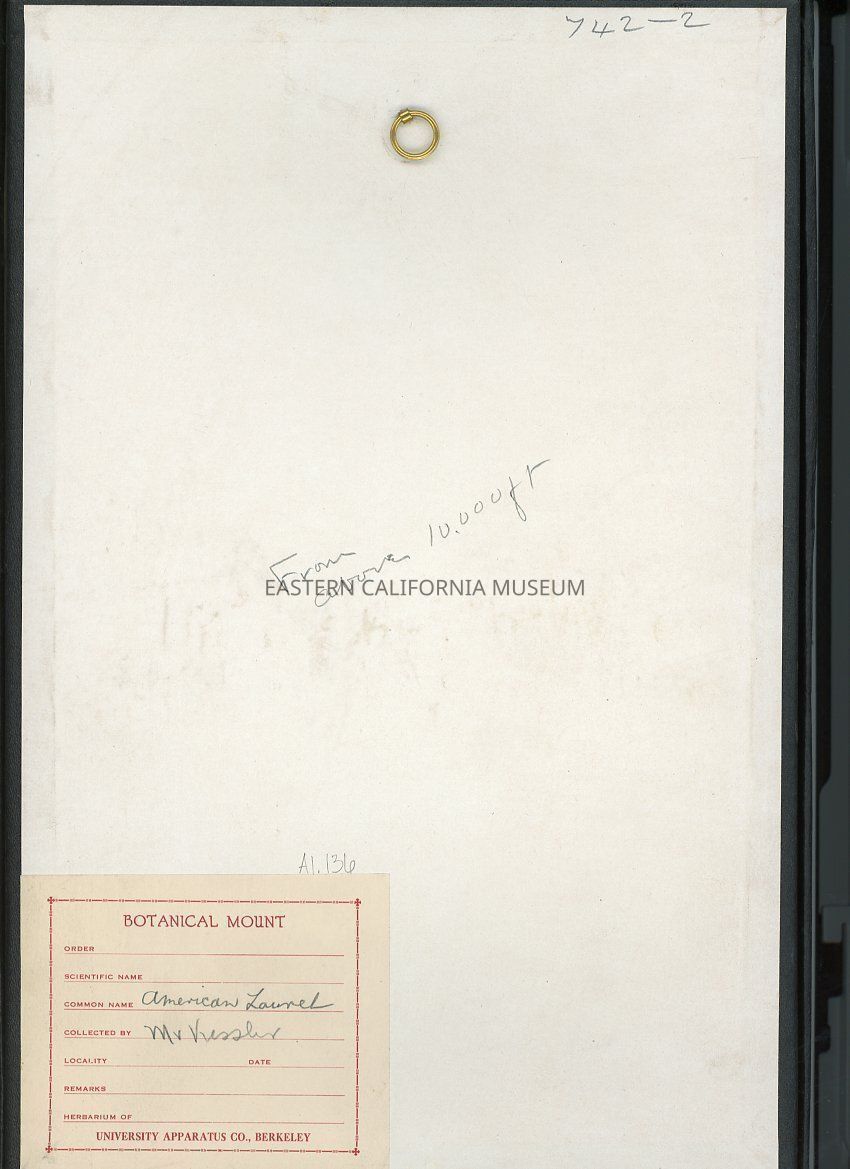 742-2
From
above 10,000 ft
EASTERN CALIFORNIA MUSEUM
A1.136
BOTANICAL MOUNT
ORDER
SCIENTIFIC NAME
COMMON NAME American Laurel
COLLECTED BY Mr Kessler
LOCALITY DATE
REMARKS
HERBARIUM OF
UNIVERSITY APPARATUS CO., BERKELEY